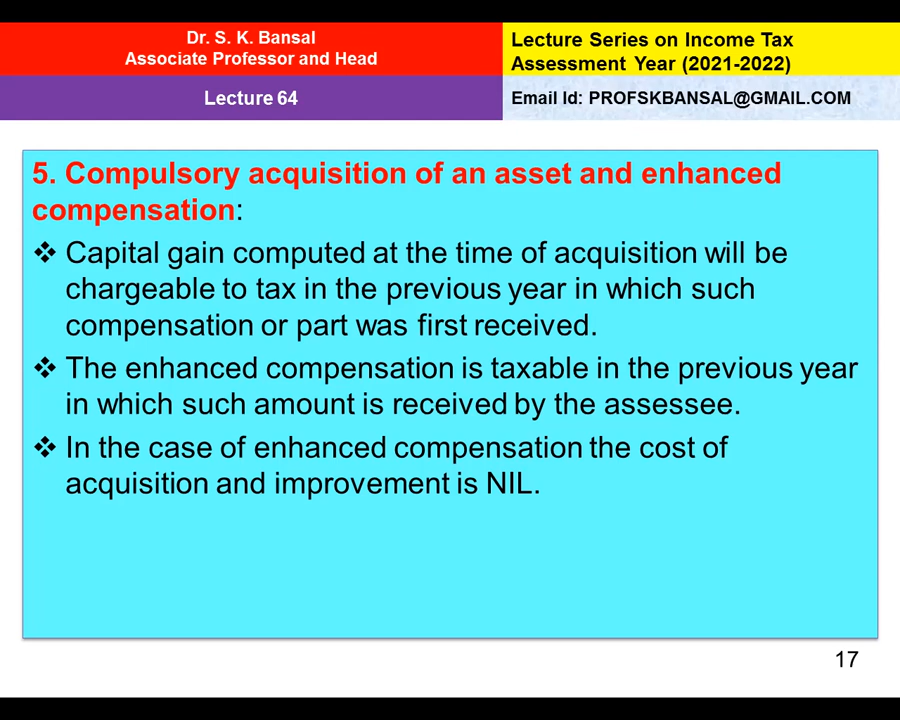 Dr. S. K. Bansal
Associate Professor and Head
Lecture Series on Income Tax
Assessment Year (2021-2022)
Lecture 64
Email Id: PROFSKBANSAL@GMAIL.COM
5. Compulsory acquisition of an asset and enhanced
compensation:
❖ Capital gain computed at the time of acquisition will be
chargeable to tax in the previous year in which such
compensation or part was first received.
❖ The enhanced compensation is taxable in the previous year
in which such amount is received by the assessee.
❖ In the case of enhanced compensation the cost of
acquisition and improvement is NIL.
17